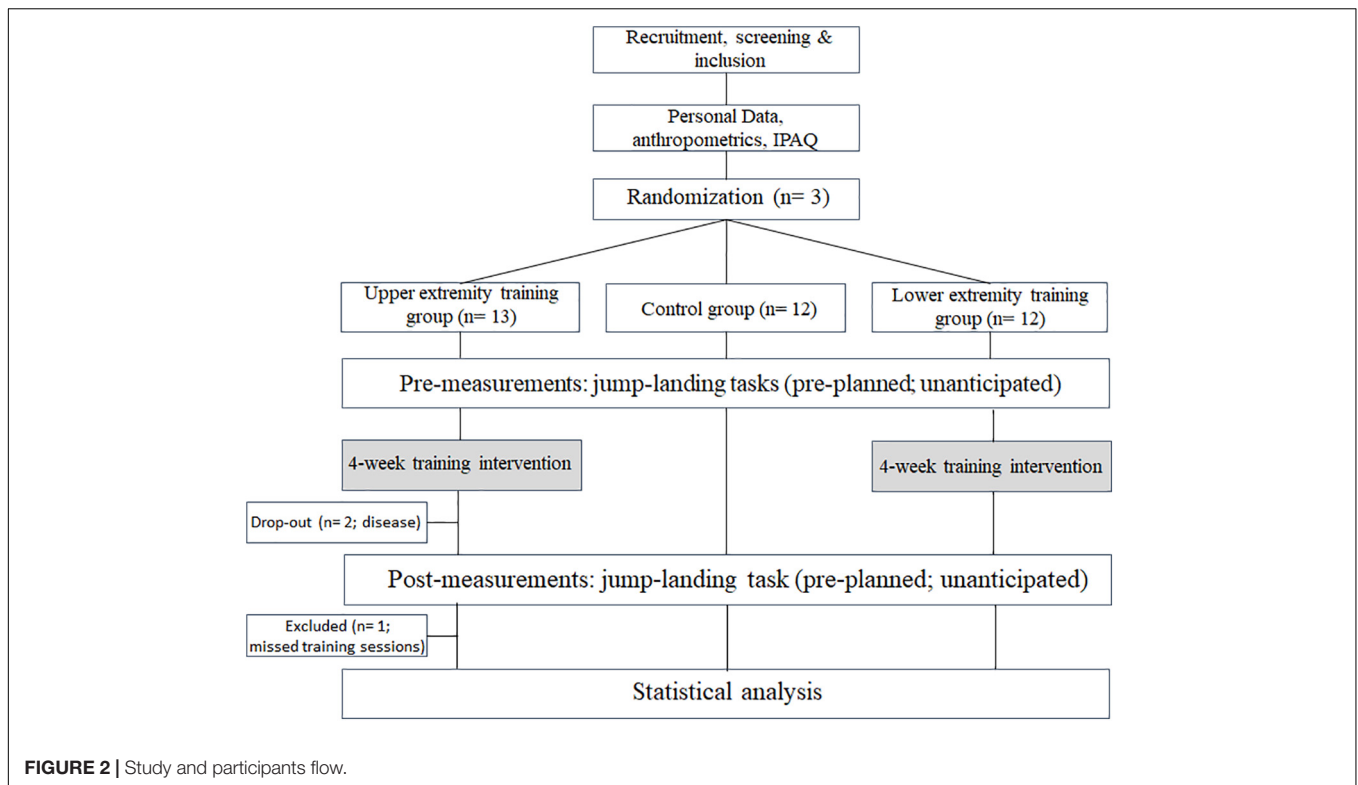 Recruitment, screening &
inclusion
Personal Data,
anthropometrics, IPAQ
Randomization (n= 3)
Upper extremity training
group (n= 13)
Control group (n= 12)
Lower extremity training
group (n= 12)
Pre-measurements: jump-landing tasks (pre-planned; unanticipated)
4-week training intervention
4-week training intervention
Drop-out (n= 2; disease)
Post-measurements: jump-landing task (pre-planned; unanticipated)
Excluded (n= 1;
missed training sessions)
Statistical analysis
FIGURE 2 | Study and participants flow.